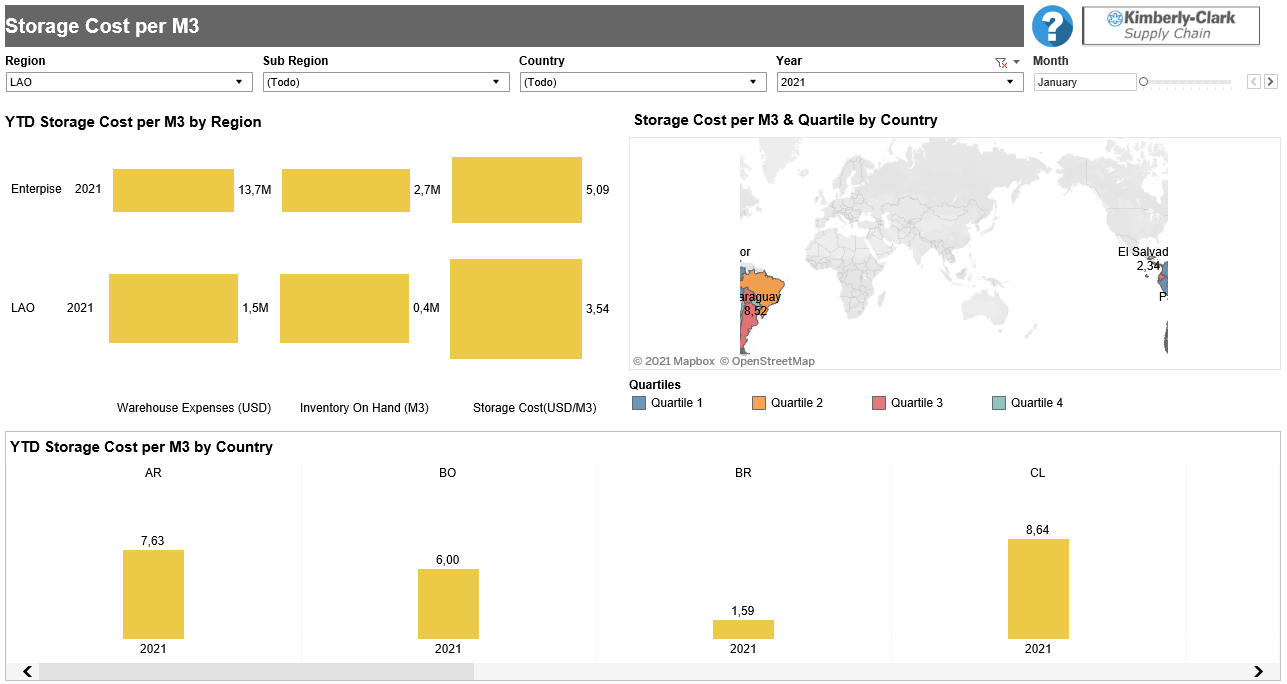 Storage Cost per M3
?
Kimberly-Clark
Supply Chain
Region
Sub Region
Country
Year
Month
LAO
(Todo)
(Todo)
2021
January
YTD Storage Cost per M3 by Region
Storage Cost per M3 & Quartile by Country
Enterpise 2021 13,7M 2,7M 5,09
LAO 2021 1,5M 0,4M 3,54
Warehouse Expenses (USD) Inventory On Hand (M3) Storage Cost(USD/M3)
or
El Salvad
2,34
araguay
8,52
P
© 2021 Mapbox © OpenStreetMap
Quartiles
Quartile 1 Quartile 2 Quartile 3 Quartile 4
YTD Storage Cost per M3 by Country
AR BO BR CL
7,63 6,00 1,59 8,64
2021 2021 2021 2021